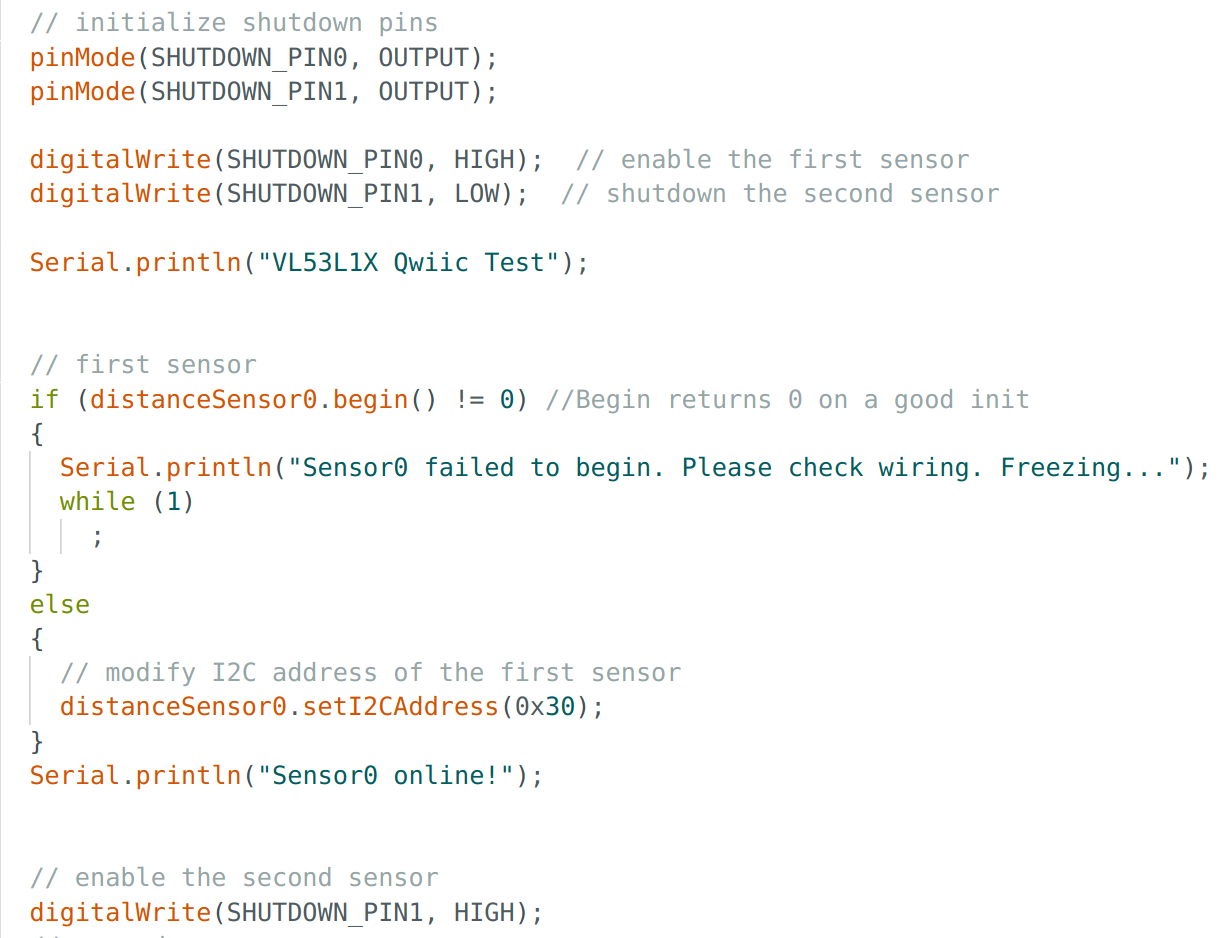 // initialize shutdown pins
pinMode(SHUTDOWN_PIN0, OUTPUT);
pinMode(SHUTDOWN_PIN1, OUTPUT);
digitalWrite(SHUTDOWN_PIN0, HIGH);  // enable the first sensor
digitalWrite(SHUTDOWN_PIN1, LOW);  // shutdown the second sensor
Serial.println("VL53L1X Qwiic Test");
// first sensor
if (distanceSensor0.begin() != 0) //Begin returns 0 on a good init
{
Serial.println("Sensor0 failed to begin. Please check wiring. Freezing...");
while (1)
;
}
else
{
// modify I2C address of the first sensor
distanceSensor0.setI2CAddress(0x30);
}
Serial.println("Sensor0 online!");
// enable the second sensor
digitalWrite(SHUTDOWN_PIN1, HIGH);